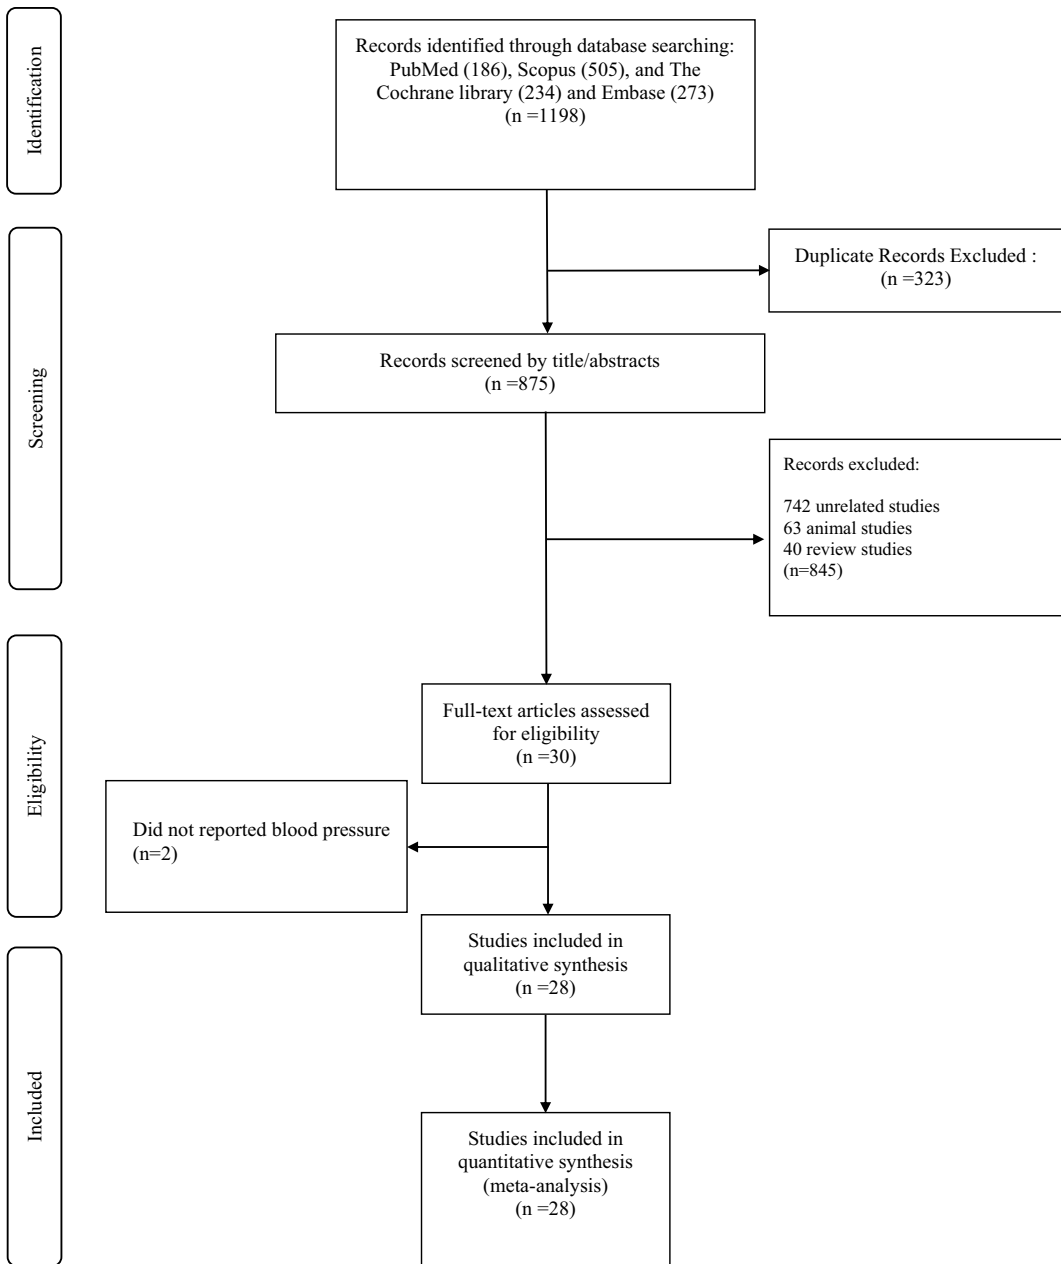 Identification
Records identified through database searching:
PubMed (186), Scopus (505), and The
Cochrane library (234) and Embase (273)
(n =1198)
Screening
Duplicate Records Excluded :
(n =323)
Records screened by title/abstracts
(n =875)
Records excluded:
742 unrelated studies
63 animal studies
40 review studies
(n=845)
Eligibility
Full-text articles assessed
for eligibility
(n =30)
Did not reported blood pressure
(n=2)
Studies included in
qualitative synthesis
(n =28)
Included
Studies included in
quantitative synthesis
(meta-analysis)
(n =28)